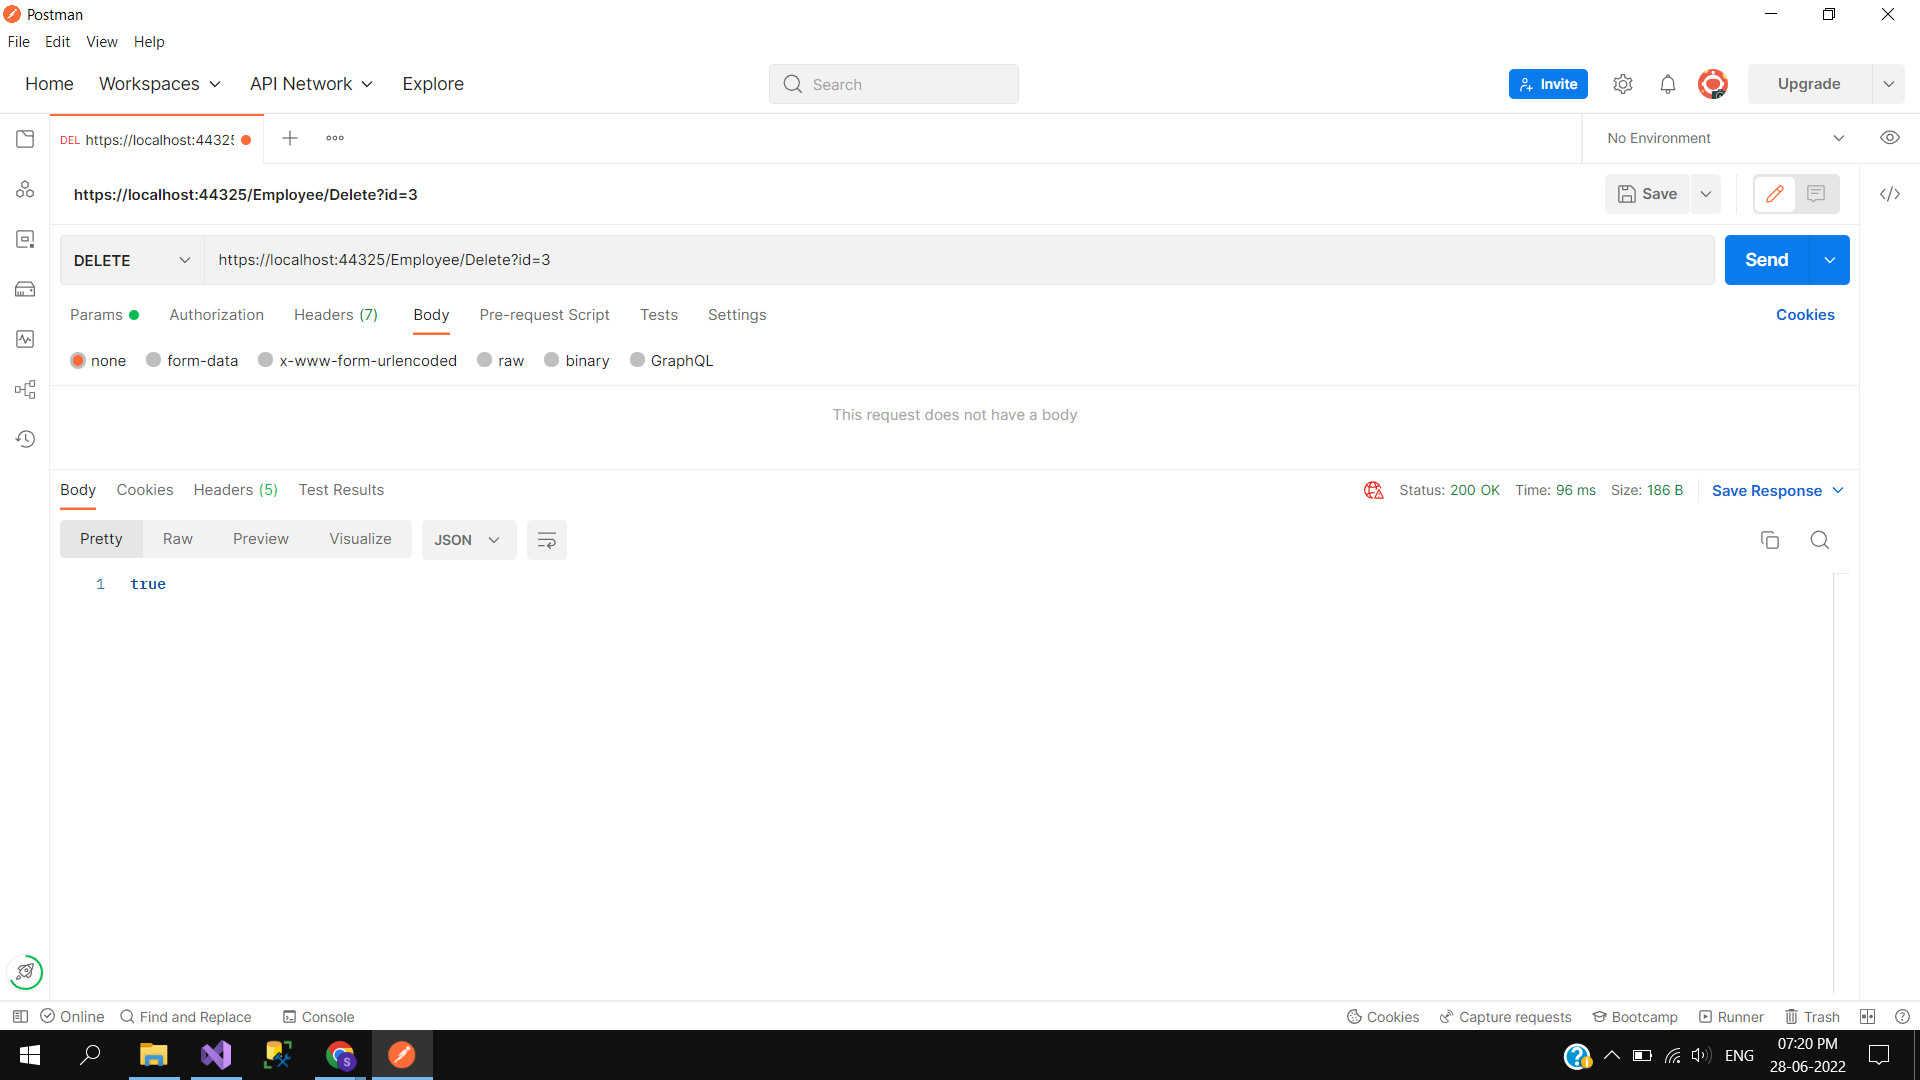 Postman
File Edit View Help
Home Workspaces API Network Explore Search Invite Upgrade
DEL https://localhost:44325 No Environment
https://localhost:44325/Employee/Delete?id=3 Save
DELETE https://localhost:44325/Employee/Delete?id=3 Send
Params Authorization Headers (7) Body Pre-request Script Tests Settings Cookies
none form-data x-www-form-urlencoded raw binary GraphQL
This request does not have a body
Body Cookies Headers (5) Test Results Status: 200 OK Time: 96 ms Size: 186 B Save Response
Pretty Raw Preview Visualize JSON
1 true
Online Find and Replace Console Cookies Capture requests Bootcamp Runner Trash
S ENG 07:20 PM
28-06-2022